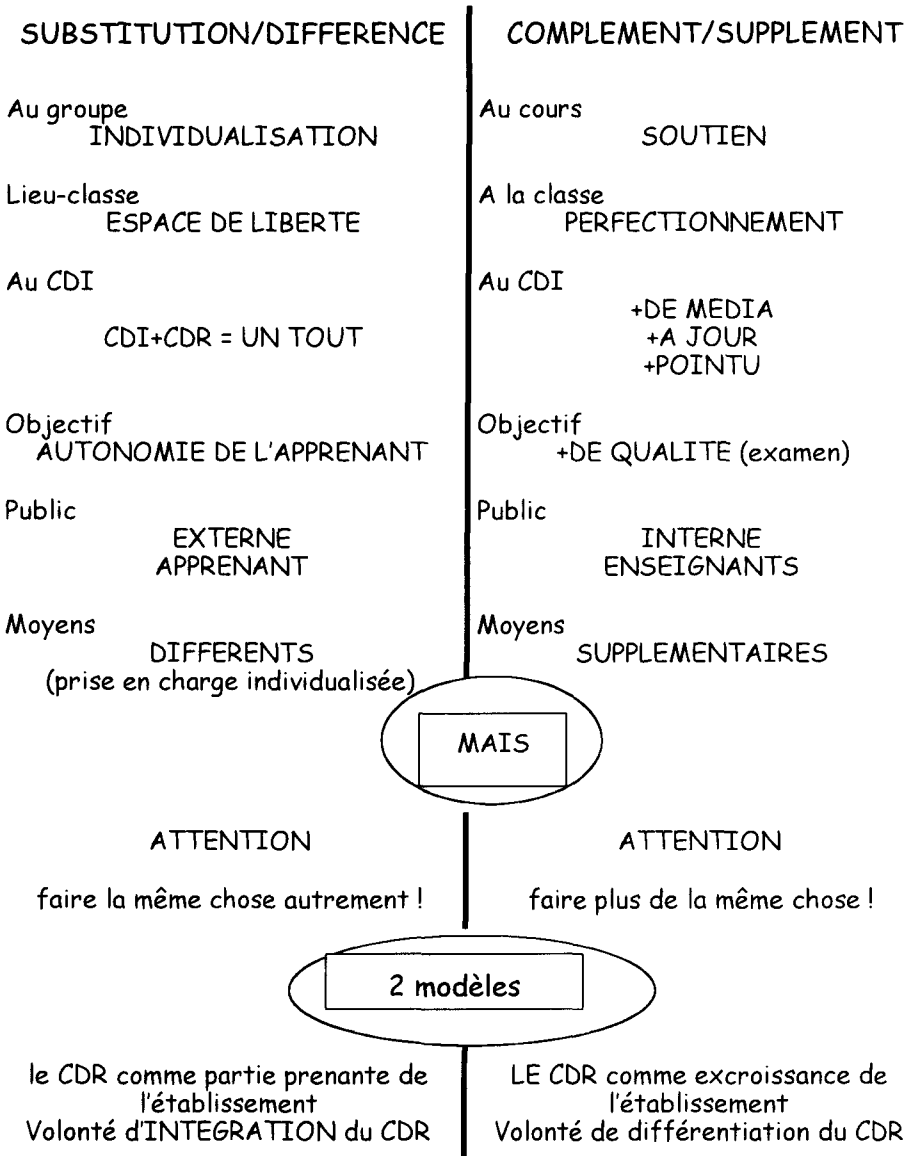 SUBSTITUTION/DIFFERENCE
Au groupe
INDIVIDUALISATION
Lieu-classe
ESPACE DE LIBERTE
Au CDI
CDI+CDR = UN TOUT
Objectif
AUTONOMIE DE L'APPRENANT
Public
EXTERNE
APPRENANT
Moyens
DIFFERENTS
(prise en charge individualisée)
COMPLEMENT/SUPPLEMENT
Au cours
SOUTIEN
A la classe
PERFECTIONNEMENT
Au CDI
+DE MEDIA
+A JOUR
+POINTU
Objectif
+DE QUALITE (examen)
Public
INTERNE
ENSEIGNANTS
Moyens
SUPPLEMENTAIRES
MAIS
ATTENTION
faire la même chose autrement !
ATTENTION
faire plus de la même chose !
2 modèles
le CDR comme partie prenante de
l'établissement
Volonté d'INTEGRATION du CDR
LE CDR comme excroissance de
l'établissement
Volonté de différentiation du CDR